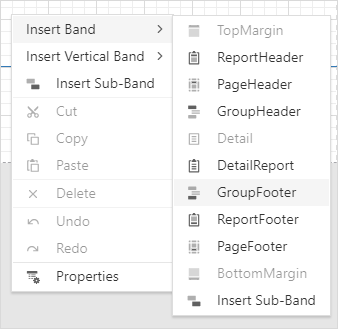 Insert Band
Insert Vertical Band
Insert Sub-Band
Cut
Copy
Paste
Delete
Undo
Redo
Properties
TopMargin
ReportHeader
PageHeader
GroupHeader
Detail
DetailReport
GroupFooter
ReportFooter
PageFooter
BottomMargin
Insert Sub-Band